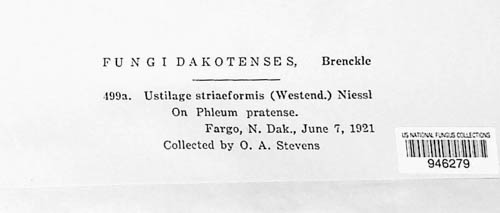 FUNGI DAKOTENSES, Brenckle
499a. Ustilage striaeformis (Westend.) Niessl
On Phleum pratense.
Fargo, N. Dak., June 7, 1921
Collected by O. A. Stevens
US NATIONAL FUNGUS COLLECTIONS
946279